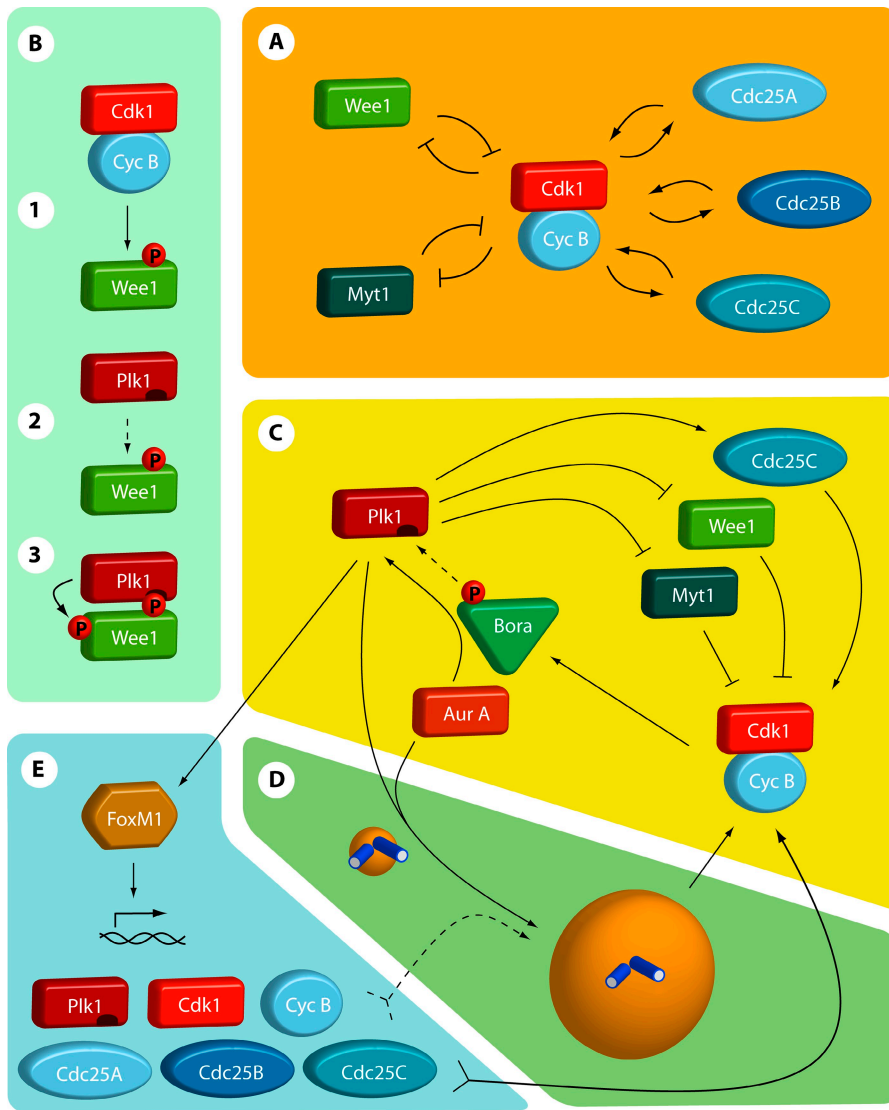 B
Cdk1
Cyc B
1
P
Wee1
Plk1
2
P
Wee1
3
Plk1
P
P
Wee1
A
Wee1
Cdc25A
Cdk1
Cyc B
Cdc25B
Myt1
Cdc25C
C
Cdc25C
Plk1
Wee1
Myt1
P
Bora
Aur A
Cdk1
Cyc B
D
E
FoxM1
Plk1
Cdk1
Cyc B
Cdc25A
Cdc25B
Cdc25C